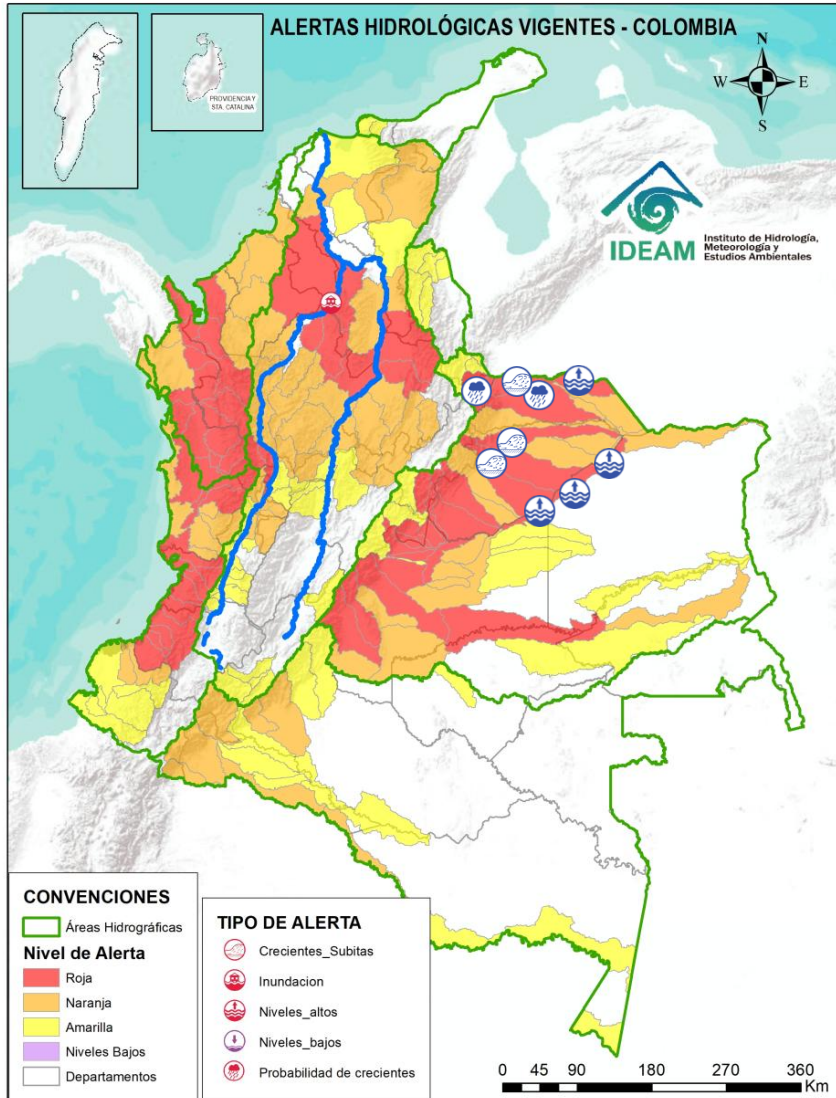 ALERTAS HIDROLÓGICAS VIGENTES - COLOMBIA
PROVIDENCIA Y
STA. CATALINA
N
W
E
S
IDEAM
Instituto de Hidrología,
Meteorología y
Estudios Ambientales
CONVENCIONES
Áreas Hidrográficas
Nivel de Alerta
Roja
Naranja
Amarilla
Niveles Bajos
Departamentos
TIPO DE ALERTA
Crecientes_Subitas
Inundacion
Niveles_altos
Niveles_bajos
Probabilidad de crecientes
0 45 90 180 270 360
Km